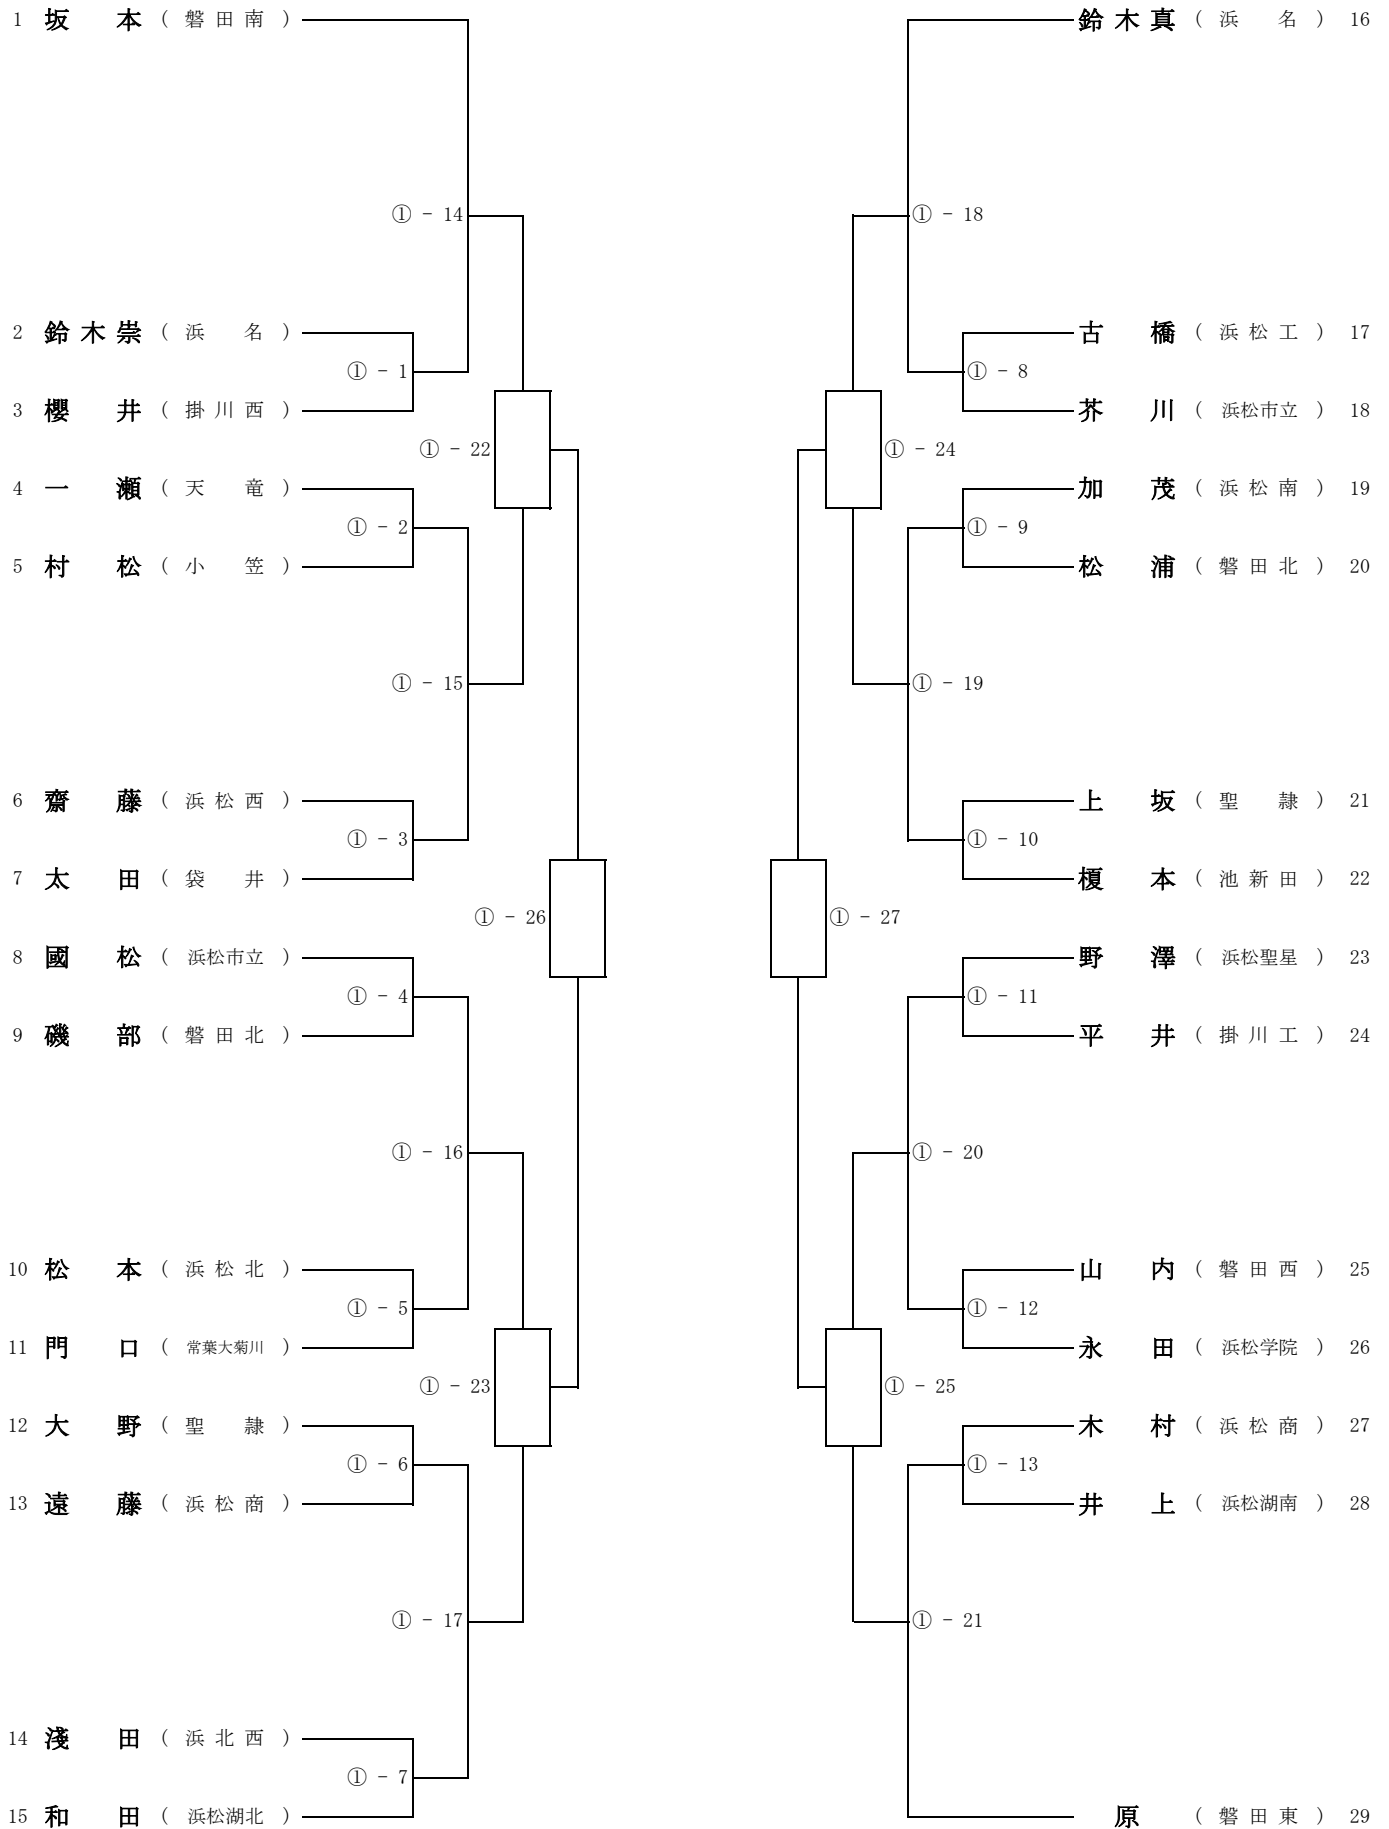 1 坂本 ( 磐田南 )
① - 14
2 鈴木崇 ( 浜名 )
① - 1
3 櫻井 ( 掛川西 )
① - 22
4 一瀬 ( 天竜 )
① - 2
5 村松 ( 小笠 )
① - 15
6 齋藤 ( 浜松西 )
① - 3
7 太田 ( 袋井 )
① - 26
8 國松 ( 浜松市立 )
① - 4
9 磯部 ( 磐田北 )
① - 16
10 松本 ( 浜松北 )
① - 5
11 門口 ( 常葉大菊川 )
① - 23
12 大野 ( 聖隷 )
① - 6
13 遠藤 ( 浜松商 )
① - 17
14 淺田 ( 浜北西 )
① - 7
15 和田 ( 浜松湖北 )
鈴木真 ( 浜名 ) 16
① - 18
古橋 ( 浜松工 ) 17
① - 8
芥川 ( 浜松市立 ) 18
① - 24
加茂 ( 浜松南 ) 19
① - 9
松浦 ( 磐田北 ) 20
① - 19
上坂 ( 聖隷 ) 21
① - 10
榎本 ( 池新田 ) 22
① - 27
野澤 ( 浜松聖星 ) 23
① - 11
平井 ( 掛川工 ) 24
① - 20
山内 ( 磐田西 ) 25
① - 12
永田 ( 浜松学院 ) 26
① - 25
木村 ( 浜松商 ) 27
① - 13
井上 ( 浜松湖南 ) 28
① - 21
原 ( 磐田東 ) 29